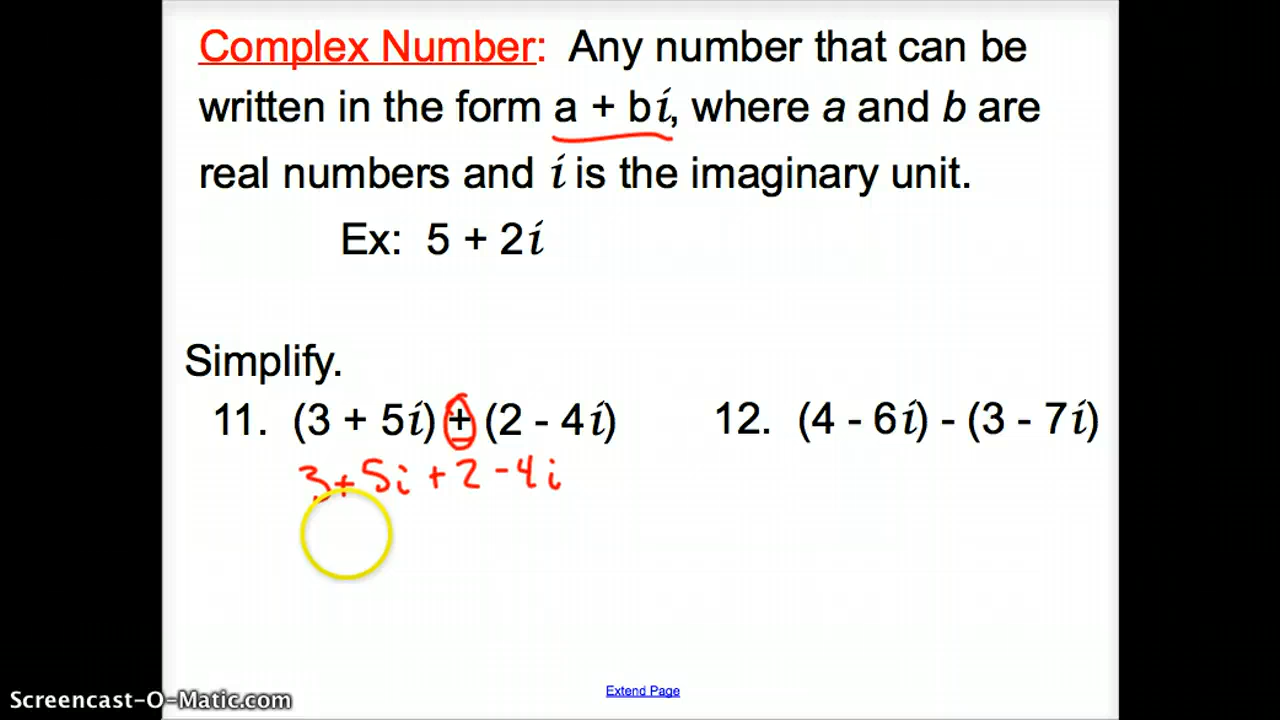 Complex Number: Any number that can be
written in the form a + bi, where a and b are
real numbers and i is the imaginary unit.
Ex: 5 + 2i
Simplify.
11. (3 + 5i) + (2 - 4i)
12. (4 - 6i) - (3 - 7i)
3 + 5i + 2 - 4i
Extend Page
Screencast-O-Matic.com